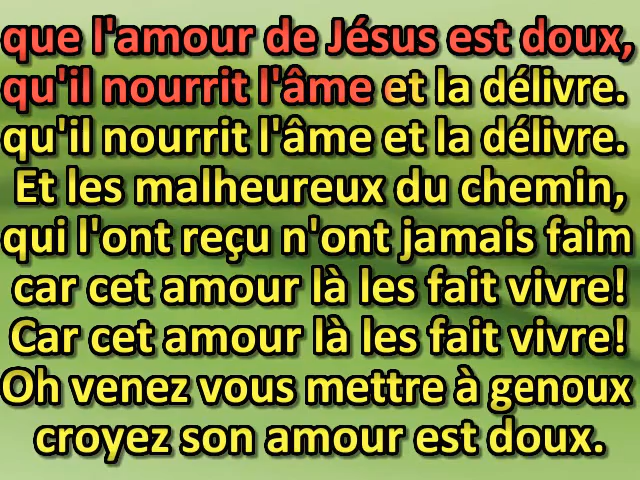 que l'amour de Jésus est doux,
qu'il nourrit l'âme et la délivre.
qu'il nourrit l'âme et la délivre.
Et les malheureux du chemin,
qui l'ont reçu n'ont jamais faim
car cet amour là les fait vivre!
Car cet amour là les fait vivre!
Oh venez vous mettre à genoux
croyez son amour est doux.